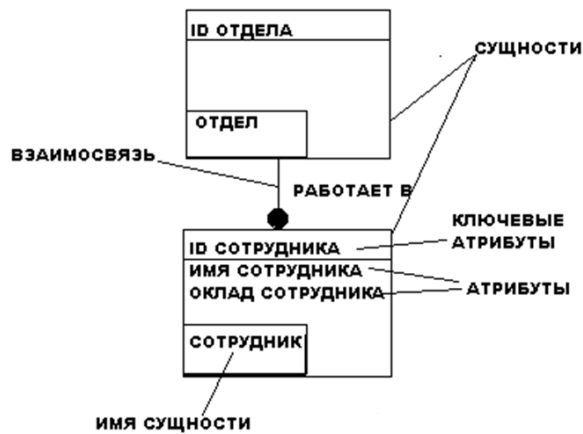 ID ОТДЕЛА
СУЩНОСТИ
ОТДЕЛ
ВЗАИМОСВЯЗЬ
РАБОТАЕТ В
КЛЮЧЕВЫЕ
АТРИБУТЫ
ID СОТРУДНИКА
ИМЯ СОТРУДНИКА
ОКЛАД СОТРУДНИКА
АТРИБУТЫ
СОТРУДНИК
ИМЯ СУЩНОСТИ